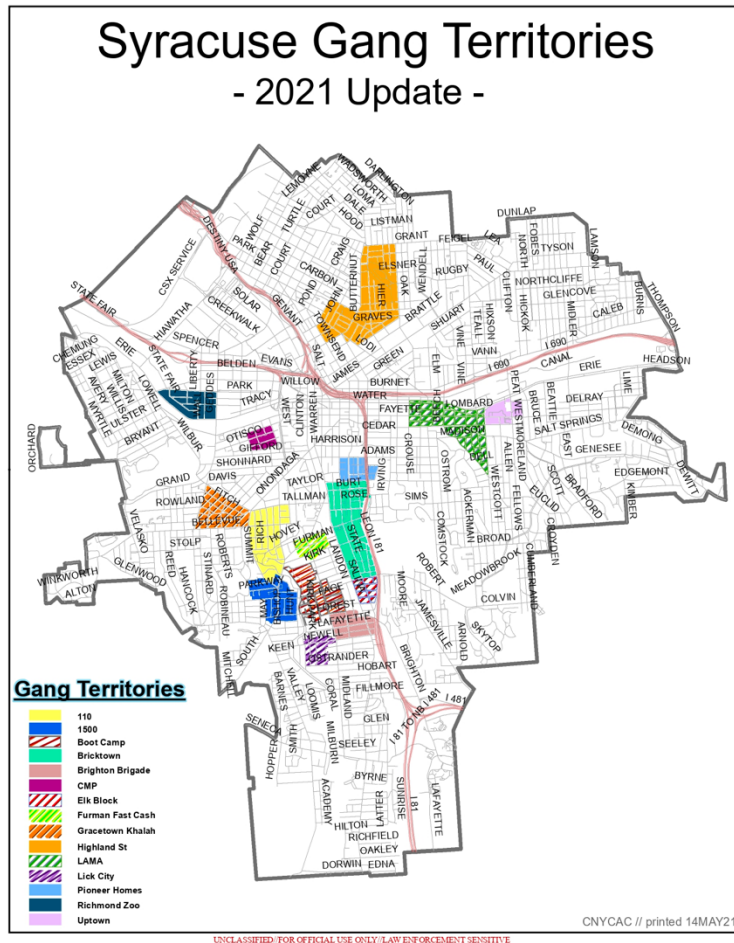 Syracuse Gang Territories
- 2021 Update -
DARLINGTON
WADSWORTH
LEMOYNE
LOMA
DALE
COURT
HOOD
TURTLE
LISTMAN
DUNLAP
WOLF
GRANT
FEIGEL
LEA
FOBES
LAMSON
DESTINY USA
PARK
BEAR
COURT
CRAIG
BUTTERNUT
ELSNER
MENDELL
NORTH
TYSON
CARBON
HIER
OAK
RUGBY
PAUL
CSX SERVICE
POND
JOHN
CLIFTON
NORTHCLIFFE
GLENCOVE
THOMPSON
STATE FAIR
SOLAR
GENANT
TOWNSEND
GRAVES
BRATTLE
HIXSON
TEALL
HICKOK
MIDLER
CALEB
BURNS
HIAWATHA
CREEKWALK
LODI
SHUART
CHEMUNG
ESSEX
ERIE
LEWIS
SPENCER
SALT
GREEN
VINE
VANN
I 690
CANAL
HEADSON
STATE FAIR
LIBERTY
BELDEN
EVANS
JAMES
ELM
VINE
ERIE
AVERY
MYRTLE
MILTON
WILLIS
LOWELL
GEDDES
PARK
WILLOW
BURNET
BEECH
PEAT
BEATTIE
LIME
ULSTER
TRACY
WEST
CLINTON
WARREN
WATER
FAYETTE
LOMBARD
WESTMORELAND
BRUCE
DELRAY
ORCHARD
BRYANT
WILBUR
OTISCO
GIFFORD
HARRISON
CEDAR
MADISON
SALT SPRINGS
EAST
DEMONG
SHONNARD
ONONDAGA
ADAMS
CROUSE
OSTROM
DELL
ALLEN
GENESEE
DEWITT
GRAND
DAVIS
TAYLOR
BURT
IRVING
WESTCOTT
SCOTT
EDGEMONT
ROWLAND
FITCH
TALLMAN
ROSE
SIMS
ACKERMAN
FELLOWS
EUCLID
BRADFORD
KIMBER
VELASKO
BELLEVUE
RICH
HOVEY
FURMAN
STATE
LEON
I 81
COMSTOCK
BROAD
CROYDEN
STOLP
SUMMIT
KIRK
GLENWOOD
REED
HANCOCK
STINARD
ROBERTS
ROBINEAU
MOORE
ROBERT
MEADOWBROOK
CUMBERLAND
WINKWORTH
ALTON
PARKWAY
FOREST
JAMESVILLE
COLVIN
LAFAYETTE
SKYTOP
NEWELL
ARNOLD
MITCHELL
SOUTH
KEEN
STRANDER
HOBART
BRIGHTON
BARNES
VALLEY
LOOMIS
CORAL
MIDLAND
FILLMORE
I 81 TO NB I 481
I 481
SENECA
HOPPER
SMITH
MILBURN
GLEN
SEELEY
BYRNE
ACADEMY
LATTER
SUNRISE
I 81
LAFAYETTE
HILTON
RICHFIELD
OAKLEY
DORWIN
EDNA
Gang Territories
110
1500
Boot Camp
Bricktown
Brighton Brigade
CMP
Elk Block
Furman Fast Cash
Gracetown Khalah
Highland St
LAMA
Lick City
Pioneer Homes
Richmond Zoo
Uptown
CNYCAC // printed 14MAY21
UNCLASSIFIED//FOR OFFICIAL USE ONLY//LAW ENFORCEMENT SENSITIVE